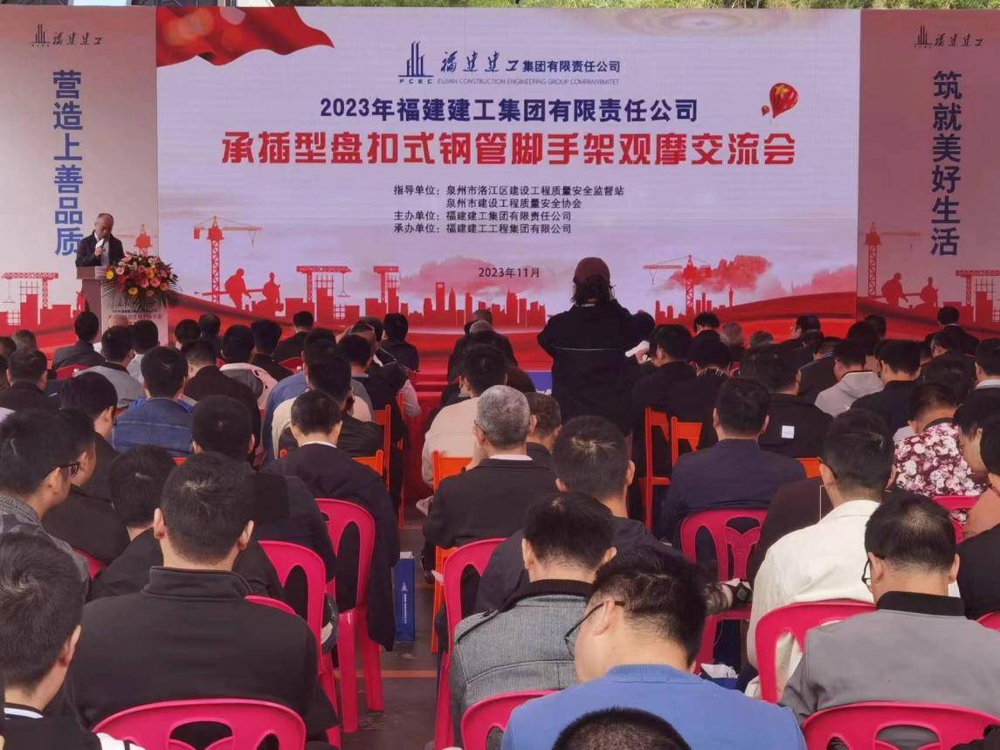 福建建工
营造上善品质
福建建工集团有限责任公司
FCEC
FUJIAN CONSTRUCTION ENGINEERING GROUP COMPANYLIMITET
2023年福建建工集团有限责任公司
承插型盘扣式钢管脚手架观摩交流会
指导单位：泉州市洛江区建设工程质量安全监督站
泉州市建设工程质量安全协会
主办单位：福建建工集团有限责任公司
承办单位：福建建工工程集团有限公司
2023年11月
福建建工
筑就美好生活